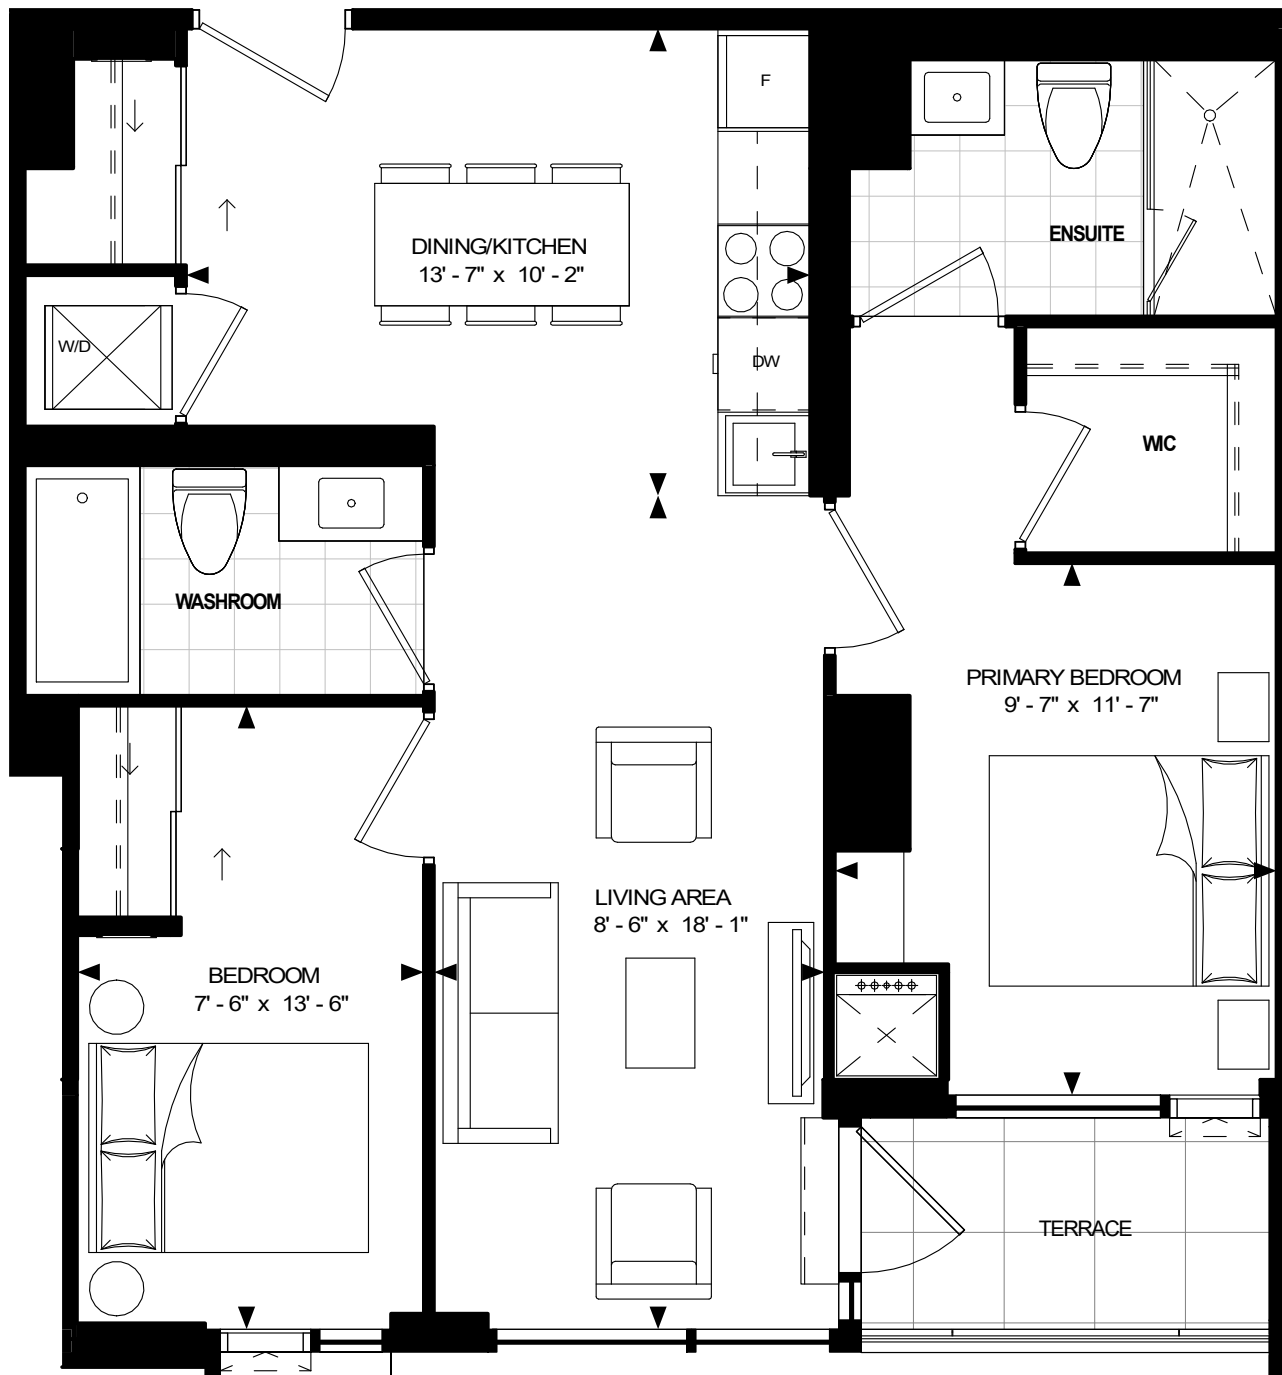 F
ENSUITE
DINING/KITCHEN
13' - 7" x 10' - 2"
W/D
DW
WIC
WASHROOM
PRIMARY BEDROOM
9' - 7" x 11' - 7"
LIVING AREA
8' - 6" x 18' - 1"
BEDROOM
7' - 6" x 13' - 6"
TERRACE